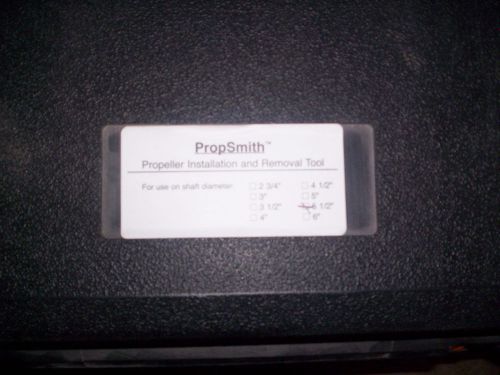 PropSmith™
Propeller Installation and Removal Tool
For use on shaft diameter:
☐ 2 3/4" ☐ 4 1/2"
☐ 3" ☐ 5"
☐ 3 1/2" ☐ 5 1/2"
☐ 4" ☐ 6"